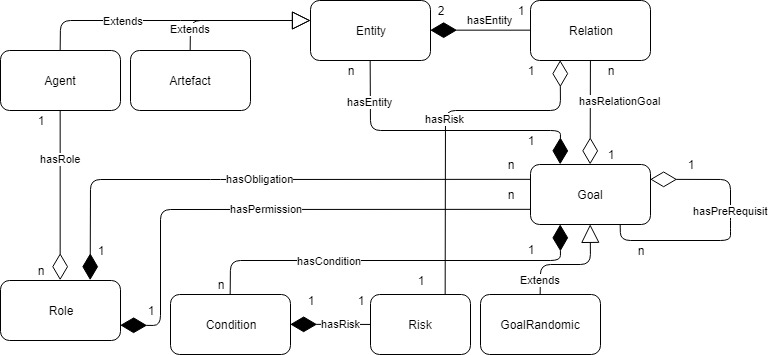 2
1
hasEntity
Extends
Extends
Entity
Relation
Agent
Artefact
n
1
n
hasEntity
hasRelationGoal
1
hasRisk
hasRole
1
1
n
1
hasObligation
n
Goal
hasPermission
hasPreRequisit
1
1
n
hasCondition
n
n
1
Extends
1
1
1
Role
Condition
hasRisk
Risk
GoalRandomic